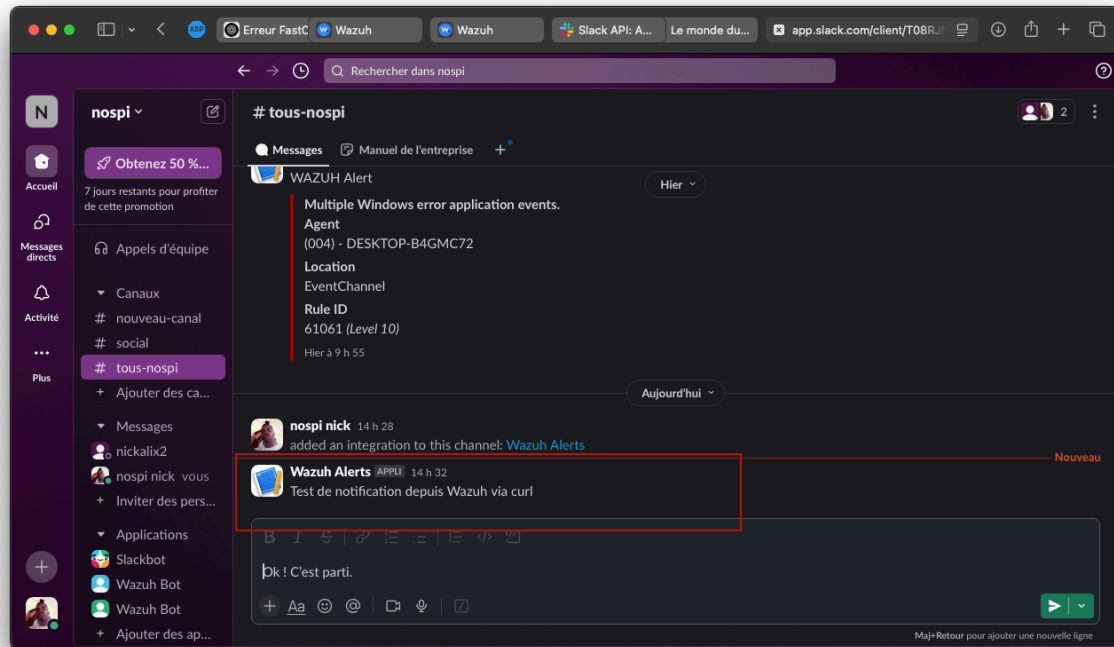 ABP
Erreur FastC
Wazuh
Wazuh
Slack API: A...
Le monde du...
app.slack.com/client/T08RJ
Rechercher dans nospi
N
nospi
# tous-nospi
2
Messages
Manuel de l'entreprise
Obtenez 50 %...
7 jours restants pour profiter
de cette promotion
Accueil
Messages
directs
Activité
Plus
Appels d'équipe
Canaux
# nouveau-canal
# social
# tous-nospi
+ Ajouter des ca...
Messages
nickalix2
nospi nick vous
+ Inviter des pers...
Applications
Slackbot
Wazuh Bot
Wazuh Bot
+ Ajouter des ap...
WAZUH Alert
Hier
Multiple Windows error application events.
Agent
(004) - DESKTOP-B4GMC72
Location
EventChannel
Rule ID
61061 (Level 10)
Hier à 9 h 55
Aujourd'hui
nospi nick 14 h 28
added an integration to this channel: Wazuh Alerts
Nouveau
Wazuh Alerts APPLI 14 h 32
Test de notification depuis Wazuh via curl
Ok ! C'est parti.
Aa
Maj+Retour pour ajouter une nouvelle ligne